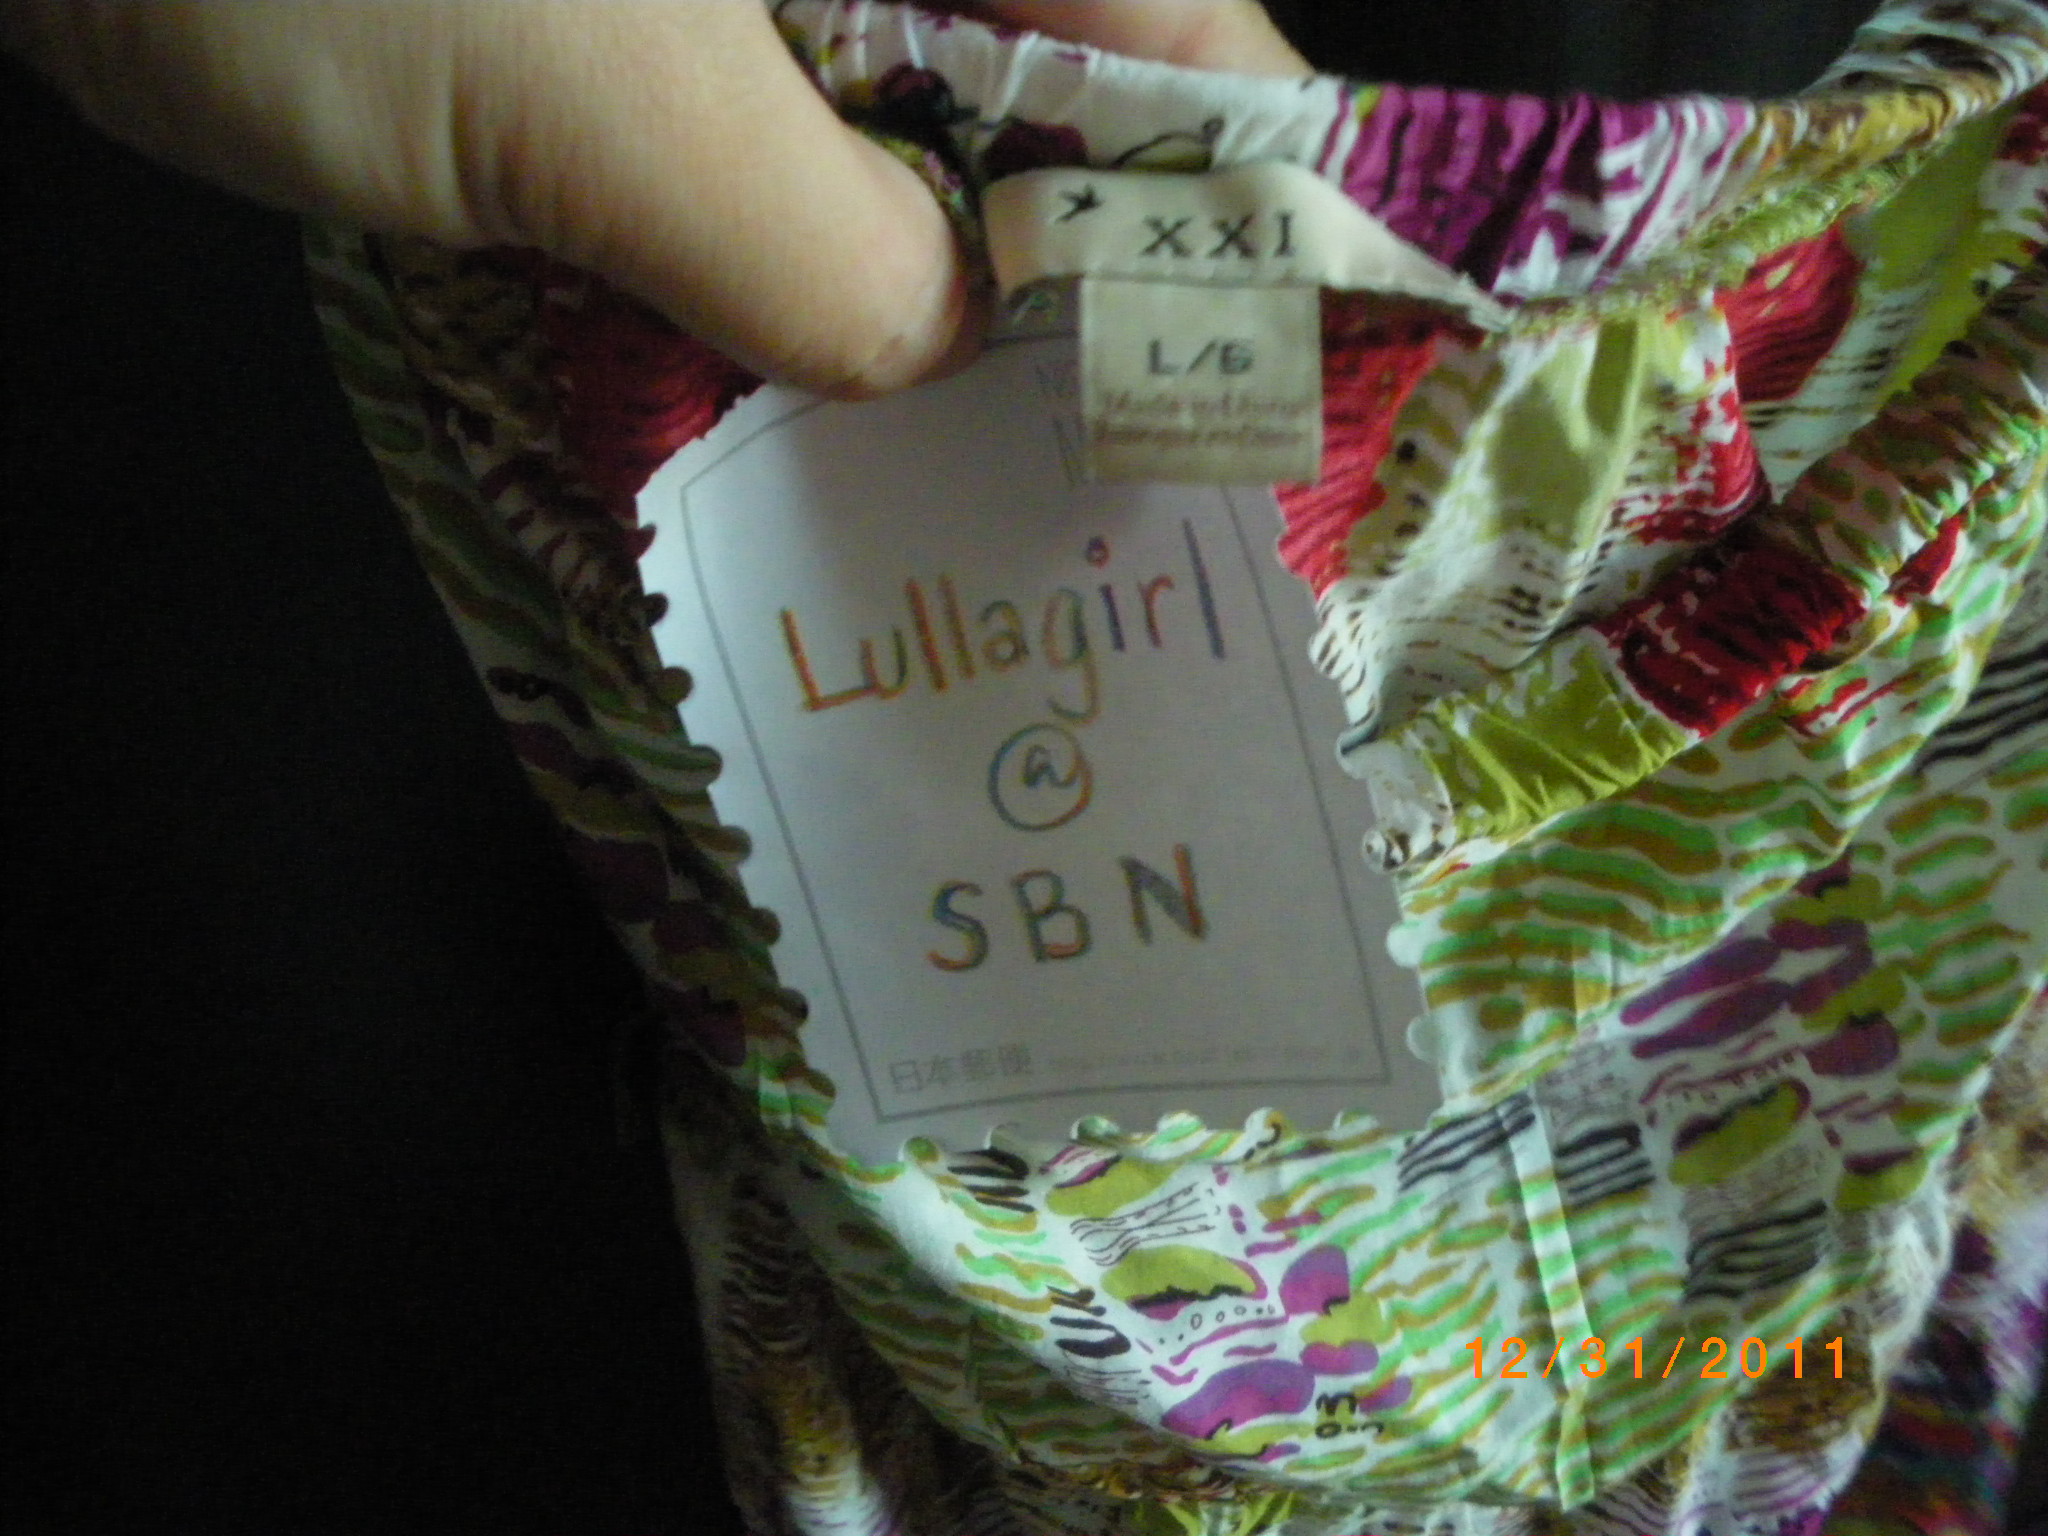 XXI
L/G
Lullagirl
@
SBN
日本郵便
12/31/2011